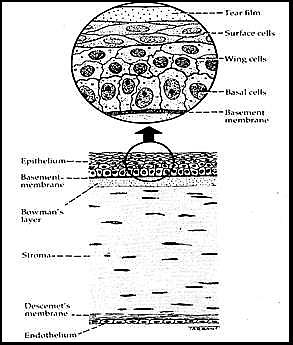 Tear film
Surface cells
Wing cells
Basal cells
Basement
membrane
Epithelium
Basement
membrane
Bowman's
layer
Stroma
Descemet's
membrane
Endothelium